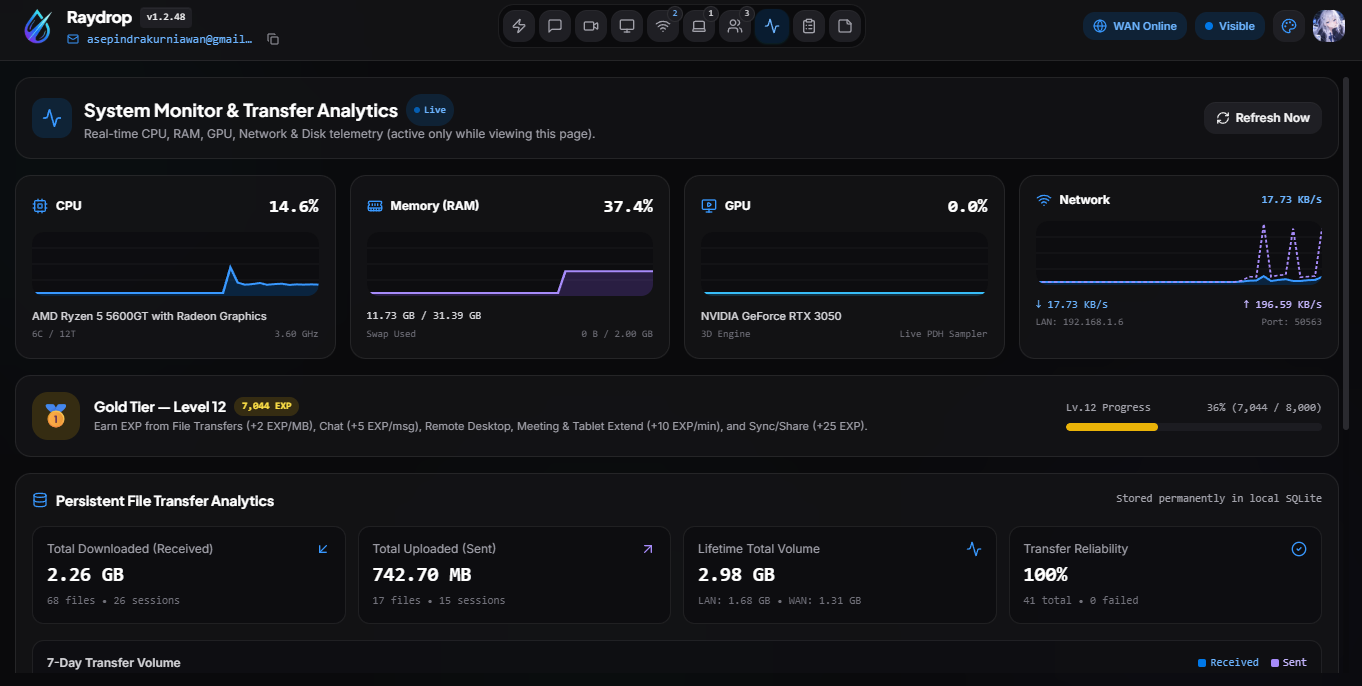 Raydrop v1.2.48
asepindrakurniawan@gmail…
2 1 3
WAN Online Visible
System Monitor & Transfer Analytics Live
Real-time CPU, RAM, GPU, Network & Disk telemetry (active only while viewing this page).
Refresh Now
CPU 14.6%
AMD Ryzen 5 5600GT with Radeon Graphics
6C / 12T 3.60 GHz
Memory (RAM) 37.4%
11.73 GB / 31.39 GB
Swap Used 0 B / 2.00 GB
GPU 0.0%
NVIDIA GeForce RTX 3050
3D Engine Live PDH Sampler
Network 17.73 KB/s
↓ 17.73 KB/s ↑ 196.59 KB/s
LAN: 192.168.1.6 Port: 50563
1
Gold Tier — Level 12 7,044 EXP
Earn EXP from File Transfers (+2 EXP/MB), Chat (+5 EXP/msg), Remote Desktop, Meeting & Tablet Extend (+10 EXP/min), and Sync/Share (+25 EXP).
Lv.12 Progress 36% (7,044 / 8,000)
Persistent File Transfer Analytics Stored permanently in local SQLite
Total Downloaded (Received)
2.26 GB
68 files • 26 sessions
Total Uploaded (Sent)
742.70 MB
17 files • 15 sessions
Lifetime Total Volume
2.98 GB
LAN: 1.68 GB • WAN: 1.31 GB
Transfer Reliability
100%
41 total • 0 failed
7-Day Transfer Volume Received Sent